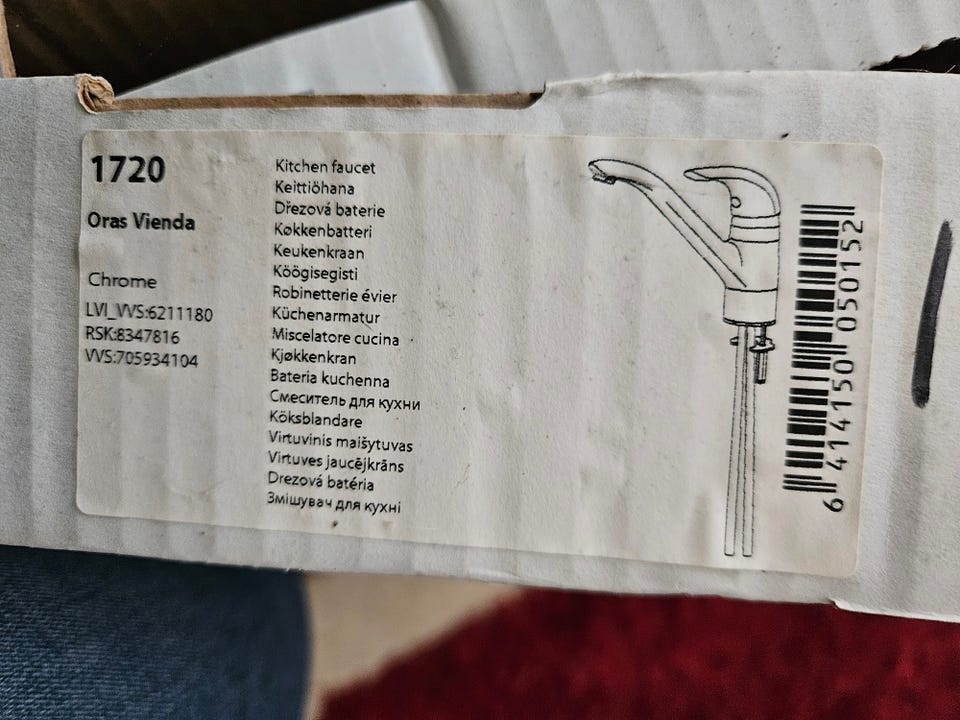 1720
Oras Vienda
Chrome
LVI_VVS:6211180
RSK:8347816
VVS:705934104
Kitchen faucet
Keittiöhana
Dřezová baterie
Køkkenbatteri
Keukenkraan
Köögisegisti
Robinetterie évier
Küchenarmatur
Miscelatore cucina
Kjøkkenkran
Bateria kuchenna
Смеситель для кухни
Köksblandare
Virtuvinis maišytuvas
Virtuves jaucējkrāns
Drezová batéria
Змішувач для кухні
6 414150 050152